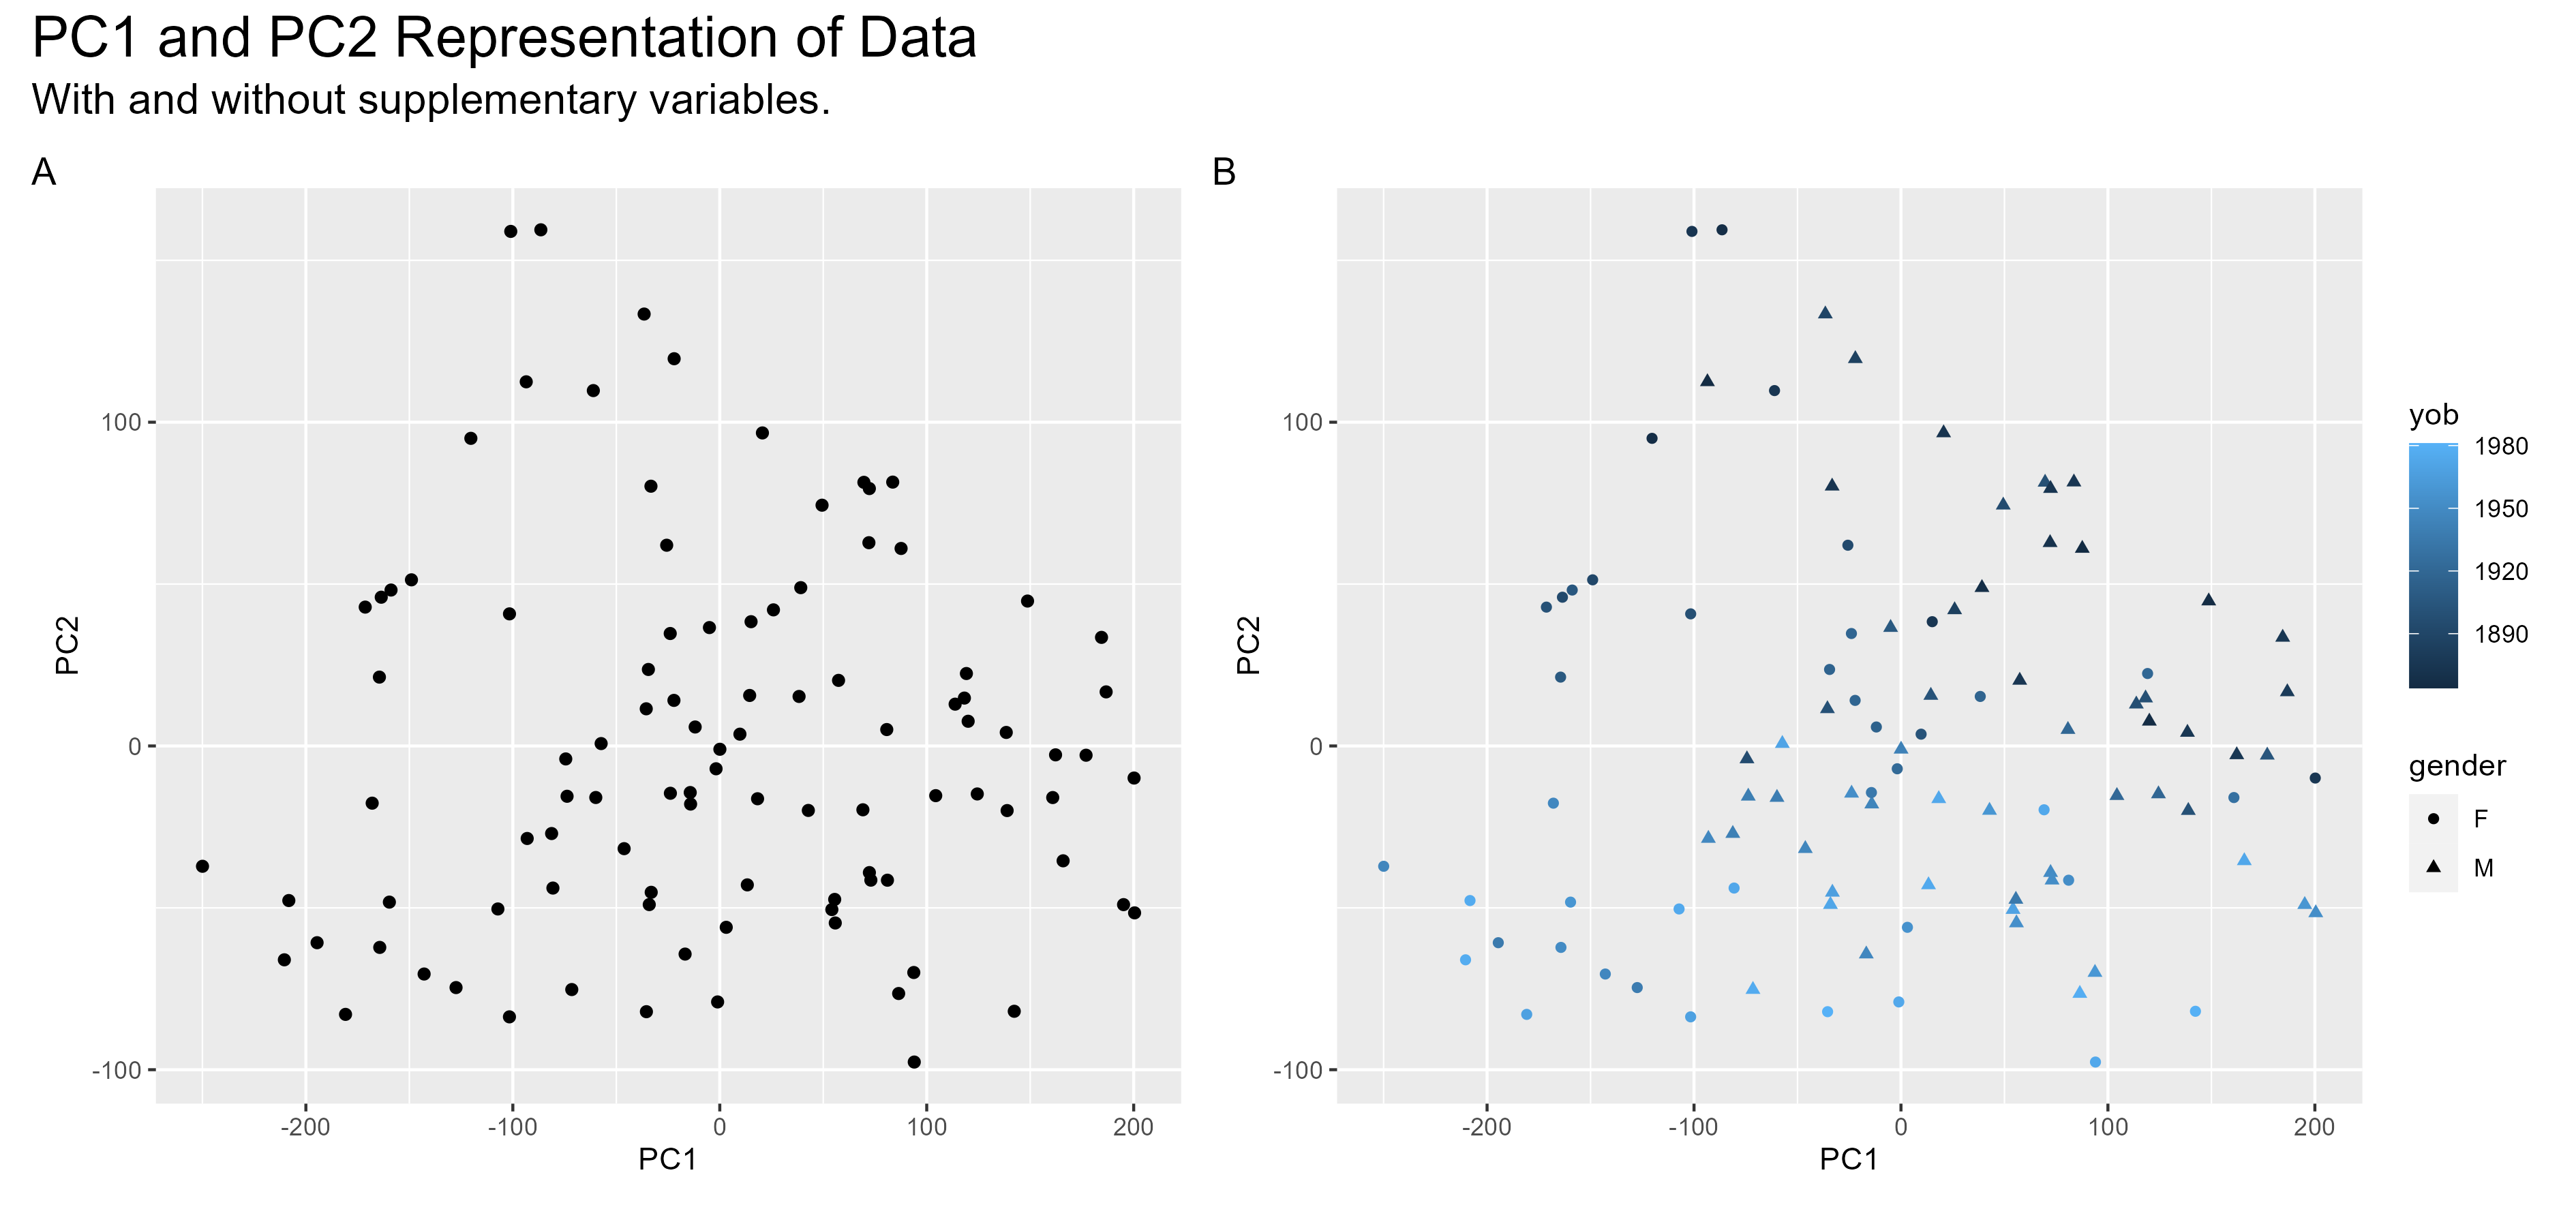 PC1 and PC2 Representation of Data
With and without supplementary variables.
A
100
0
-100
PC2
-200
-100
0
100
200
PC1
B
100
0
-100
PC2
-200
-100
0
100
200
PC1
yob
1980
1950
1920
1890
gender
F
M